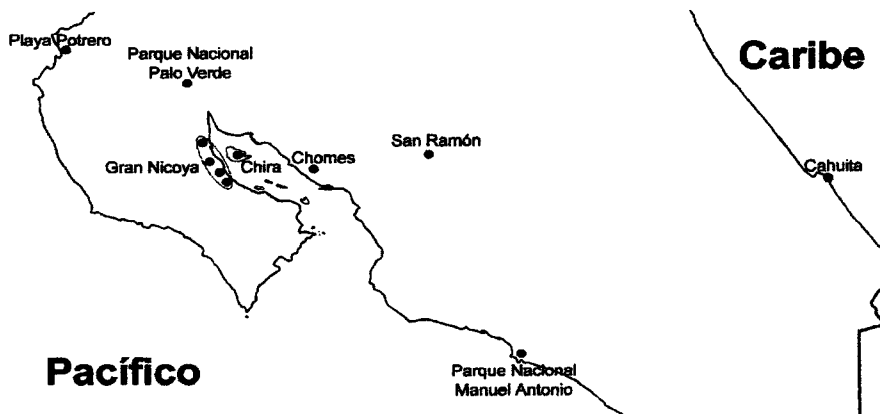 Playa Potrero
Parque Nacional
Palo Verde
Caribe
San Ramón
Gran Nicoya
Chira
Chomes
Cahuita
Pacífico
Parque Nacional
Manuel Antonio